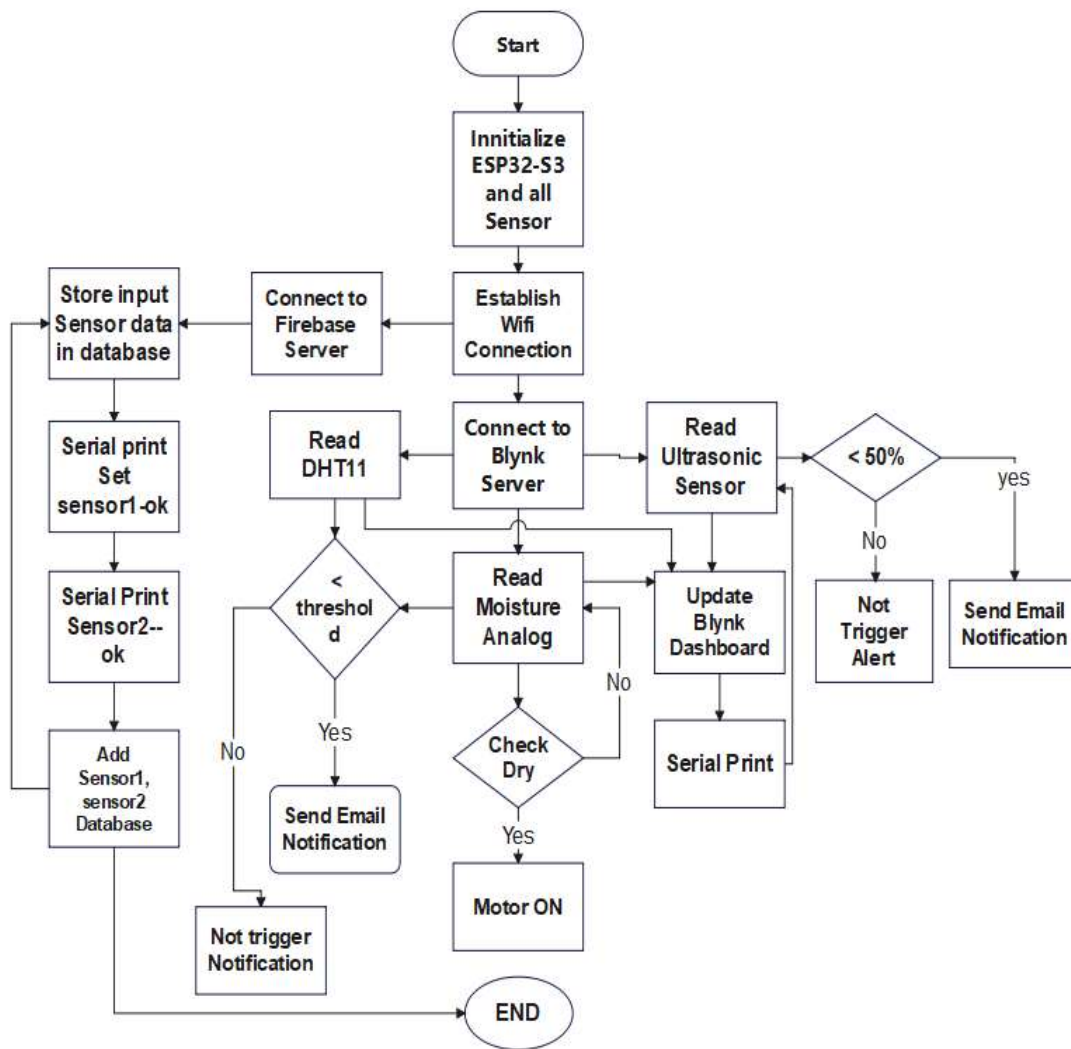 Start
Innitialize
ESP32-S3
and all
Sensor
Store input
Sensor data
in database
Connect to
Firebase
Server
Establish
Wifi
Connection
Serial print
Set
sensor1-ok
Read
DHT11
Connect to
Blynk
Server
Read
Ultrasonic
Sensor
< 50%
yes
No
Serial Print
Sensor2--
ok
<
threshol
d
Read
Moisture
Analog
Update
Blynk
Dashboard
Not
Trigger
Alert
Send Email
Notification
No
Yes
No
Add
Sensor1,
sensor2
Database
Check
Dry
Serial Print
Send Email
Notification
Yes
Motor ON
Not trigger
Notification
END